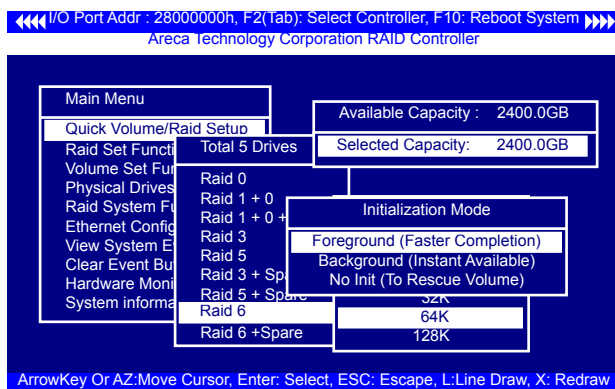 I/O Port Addr : 28000000h, F2(Tab): Select Controller, F10: Reboot System
Areca Technology Corporation RAID Controller
Main Menu
Quick Volume/Raid Setup
Raid Set Functi
Volume Set Fun
Physical Drives
Raid System Fu
Ethernet Config
View System E
Clear Event Bu
Hardware Moni
System informa
Total 5 Drives
Raid 0
Raid 1 + 0
Raid 1 + 0 +
Raid 3
Raid 5
Raid 3 + Spa
Raid 5 + Spare
Raid 6
Raid 6 +Spare
Available Capacity : 2400.0GB
Selected Capacity: 2400.0GB
Initialization Mode
Foreground (Faster Completion)
Background (Instant Available)
No Init (To Rescue Volume)
32K
64K
128K
ArrowKey Or AZ:Move Cursor, Enter: Select, ESC: Escape, L:Line Draw, X: Redraw